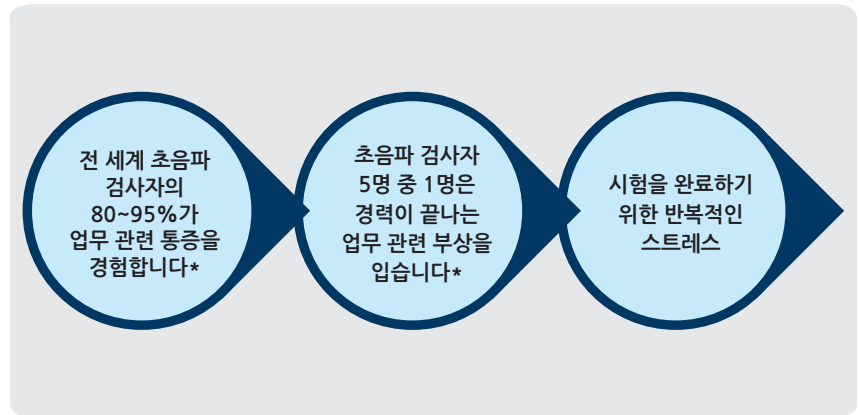 전 세계 초음파
검사자의
80~95%가
업무 관련 통증을
경험합니다*
초음파 검사자
5명 중 1명은
경력이 끝나는
업무 관련 부상을
입습니다*
시험을 완료하기
위한 반복적인
스트레스